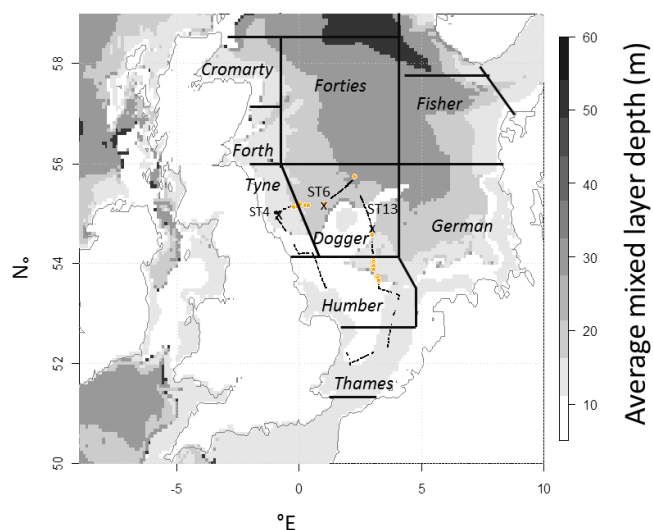 58
56
54
52
50
N°
-5
0
5
10
°E
Cromarty
Forties
Fisher
Forth
Tyne
ST6
ST4
ST13
Dogger
German
Humber
Thames
60
50
40
30
20
10
Average mixed layer depth (m)